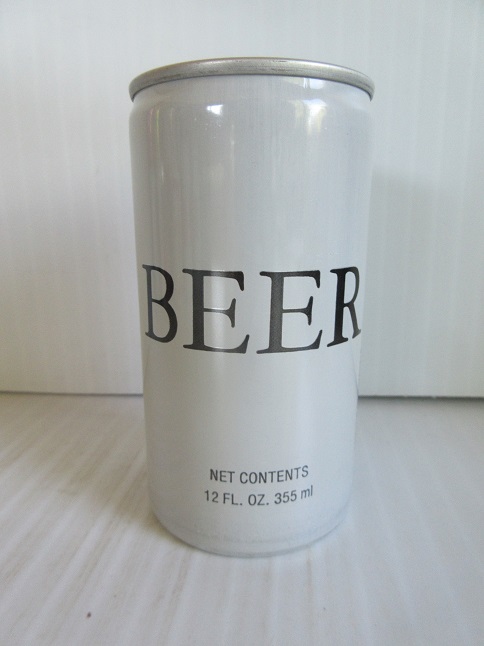 BEER
NET CONTENTS
12 FL. OZ. 355 ml